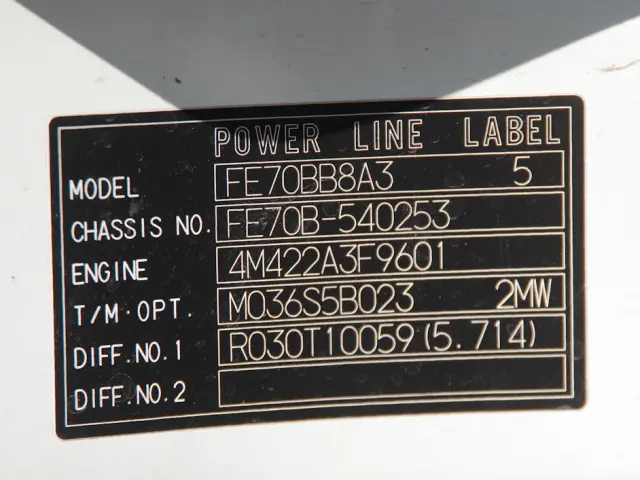 POWER LINE LABEL
MODEL FE70BB8A3 5
CHASSIS NO. FE70B-540253
ENGINE 4M422A3F9601
T/M·OPT. M036S5B023 2MW
DIFF.NO.1 R030T10059(5.714)
DIFF.NO.2